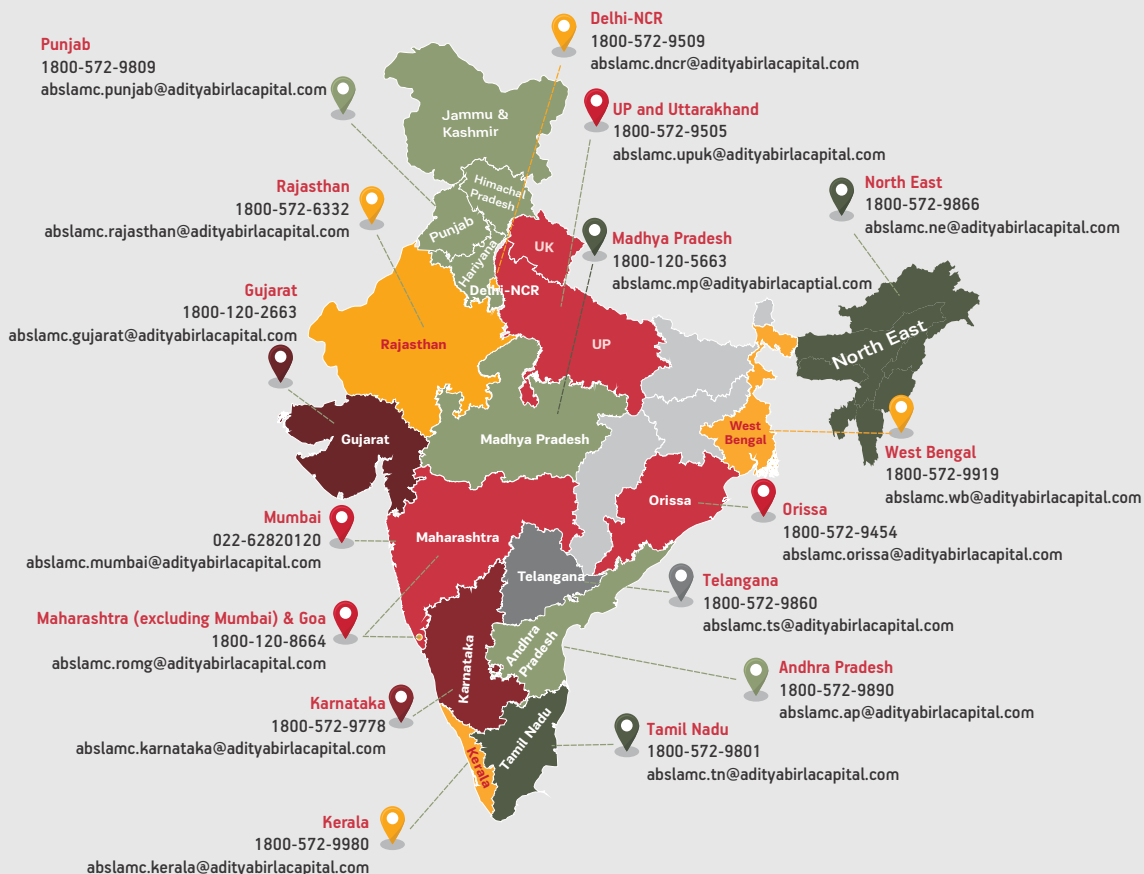 Delhi-NCR
1800-572-9509
abslamc.dncr@adityabirlacapital.com
Punjab
1800-572-9809
abslamc.punjab@adityabirlacapital.com
UP and Uttarakhand
1800-572-9505
abslamc.upuk@adityabirlacapital.com
Rajasthan
1800-572-6332
abslamc.rajasthan@adityabirlacapital.com
North East
1800-572-9866
abslamc.ne@adityabirlacapital.com
Madhya Pradesh
1800-120-5663
abslamc.mp@adityabirlacaptial.com
Gujarat
1800-120-2663
abslamc.gujarat@adityabirlacapital.com
Jammu &
Kashmir
Himachal
Pradesh
Punjab
Hariyana
UK
Delhi-NCR
Rajasthan
UP
North East
Gujarat
Madhya Pradesh
West
Bengal
West Bengal
1800-572-9919
abslamc.wb@adityabirlacapital.com
Orissa
Orissa
1800-572-9454
abslamc.orissa@adityabirlacapital.com
Mumbai
022-62820120
abslamc.mumbai@adityabirlacapital.com
Maharashtra
Telangana
Telangana
1800-572-9860
abslamc.ts@adityabirlacapital.com
Maharashtra (excluding Mumbai) & Goa
1800-120-8664
abslamc.romg@adityabirlacapital.com
Karnataka
Andhra
Pradesh
Andhra Pradesh
1800-572-9890
abslamc.ap@adityabirlacapital.com
Karnataka
1800-572-9778
abslamc.karnataka@adityabirlacapital.com
Tamil Nadu
Tamil Nadu
1800-572-9801
abslamc.tn@adityabirlacapital.com
Kerala
Kerala
1800-572-9980
abslamc.kerala@adityabirlacapital.com